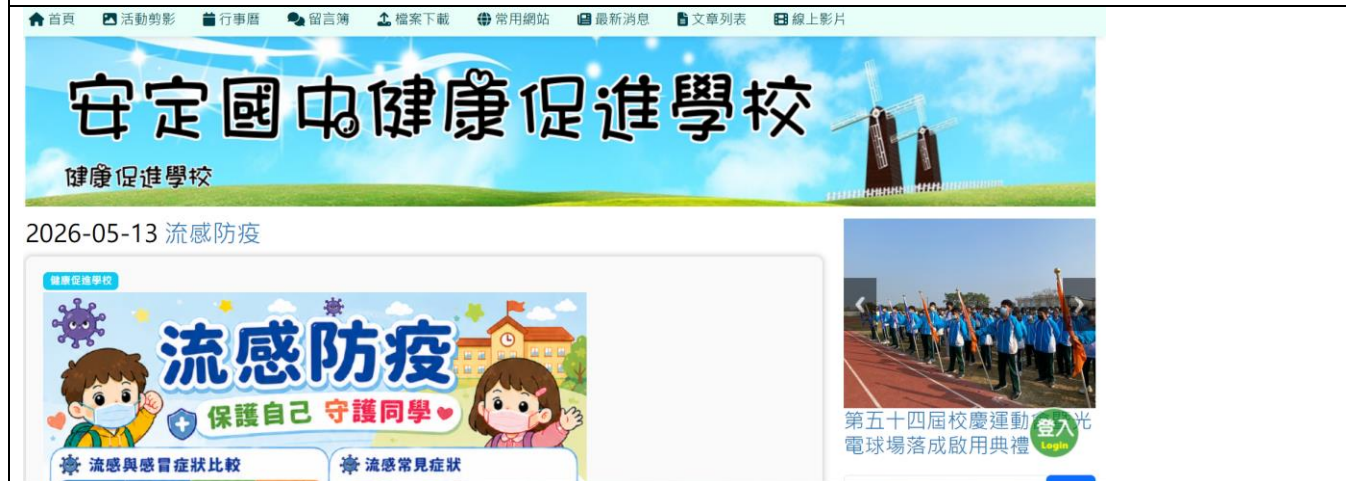 首頁 活動剪影 行事曆 留言簿 檔案下載 常用網站 最新消息 文章列表 線上影片
安定國中健康促進學校
健康促進學校
2026-05-13 流感防疫
健康促進學校
流感防疫
保護自己 守護同學
流感與感冒症狀比較
流感常見症狀
第五十四屆校慶運動會暨光
電球場落成啟用典禮
登入
Login